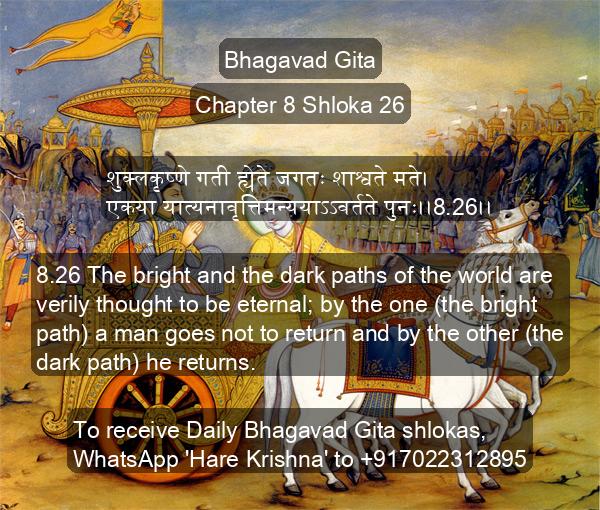 Bhagavad Gita
Chapter 8 Shloka 26
शुक्लकृष्णे गती ह्येते जगतः शाश्वते मते।
एकया यात्यनावृत्तिमन्ययाऽऽवर्तते पुनः।।8.26।।
8.26 The bright and the dark paths of the world are
verily thought to be eternal; by the one (the bright
path) a man goes not to return and by the other (the
dark path) he returns.
To receive Daily Bhagavad Gita shlokas,
WhatsApp 'Hare Krishna' to +917022312895